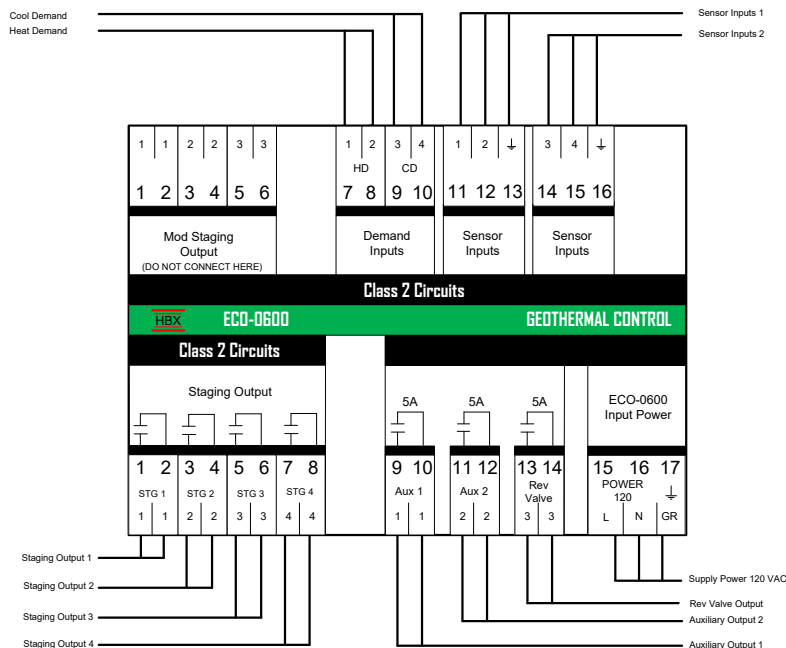 Cool Demand
Heat Demand
Sensor Inputs 1
Sensor Inputs 2
1 1 2 2 3 3
1 2 3 4
1 2
3 4
HD CD
1 2 3 4 5 6
7 8 9 10
11 12 13
14 15 16
Mod Staging
Output
(DO NOT CONNECT HERE)
Demand
Inputs
Sensor
Inputs
Sensor
Inputs
Class 2 Circuits
HBX ECO-0600 GEOTHERMAL CONTROL
Class 2 Circuits
Staging Output
5A 5A 5A
ECO-0600
Input Power
1 2 3 4 5 6 7 8
9 10 11 12 13 14
15 16 17
STG 1 STG 2 STG 3 STG 4
Aux 1 Aux 2
Rev
Valve
POWER
120
1 1 2 2 3 3 4 4
1 1 2 2 3 3
L N GR
Staging Output 1
Staging Output 2
Staging Output 3
Staging Output 4
Supply Power 120 VAC
Rev Valve Output
Auxiliary Output 2
Auxiliary Output 1